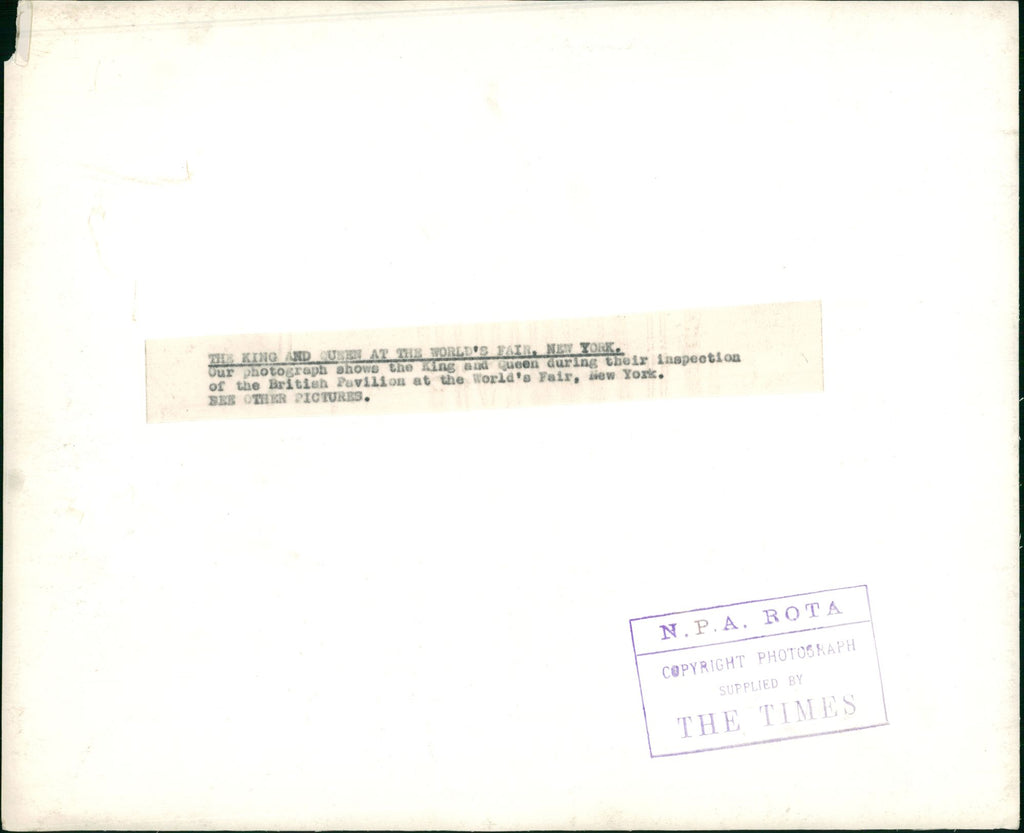 THE KING AND QUEEN AT THE WORLD'S FAIR, NEW YORK.
Our photograph shows the King and Queen during their inspection
of the British Pavilion at the World's Fair, New York.
SEE OTHER PICTURES.
N.P.A. ROTA
COPYRIGHT PHOTOGRAPH
SUPPLIED BY
THE TIMES